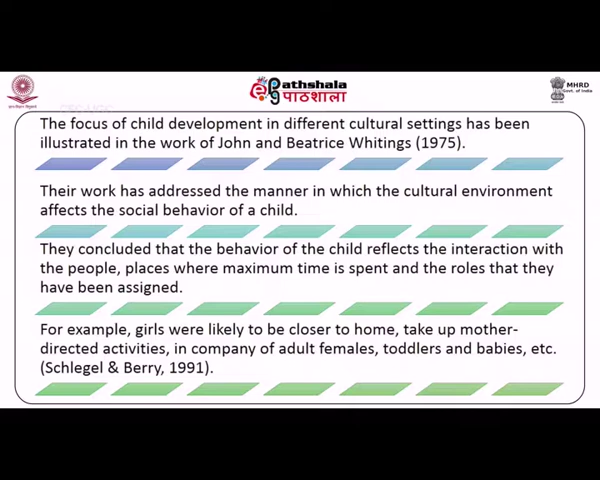 Pathshala
पाठशाला
MHRD
Govt. of India
The focus of child development in different cultural settings has been
illustrated in the work of John and Beatrice Whitings (1975).
Their work has addressed the manner in which the cultural environment
affects the social behavior of a child.
They concluded that the behavior of the child reflects the interaction with
the people, places where maximum time is spent and the roles that they
have been assigned.
For example, girls were likely to be closer to home, take up mother-
directed activities, in company of adult females, toddlers and babies, etc.
(Schlegel & Berry, 1991).